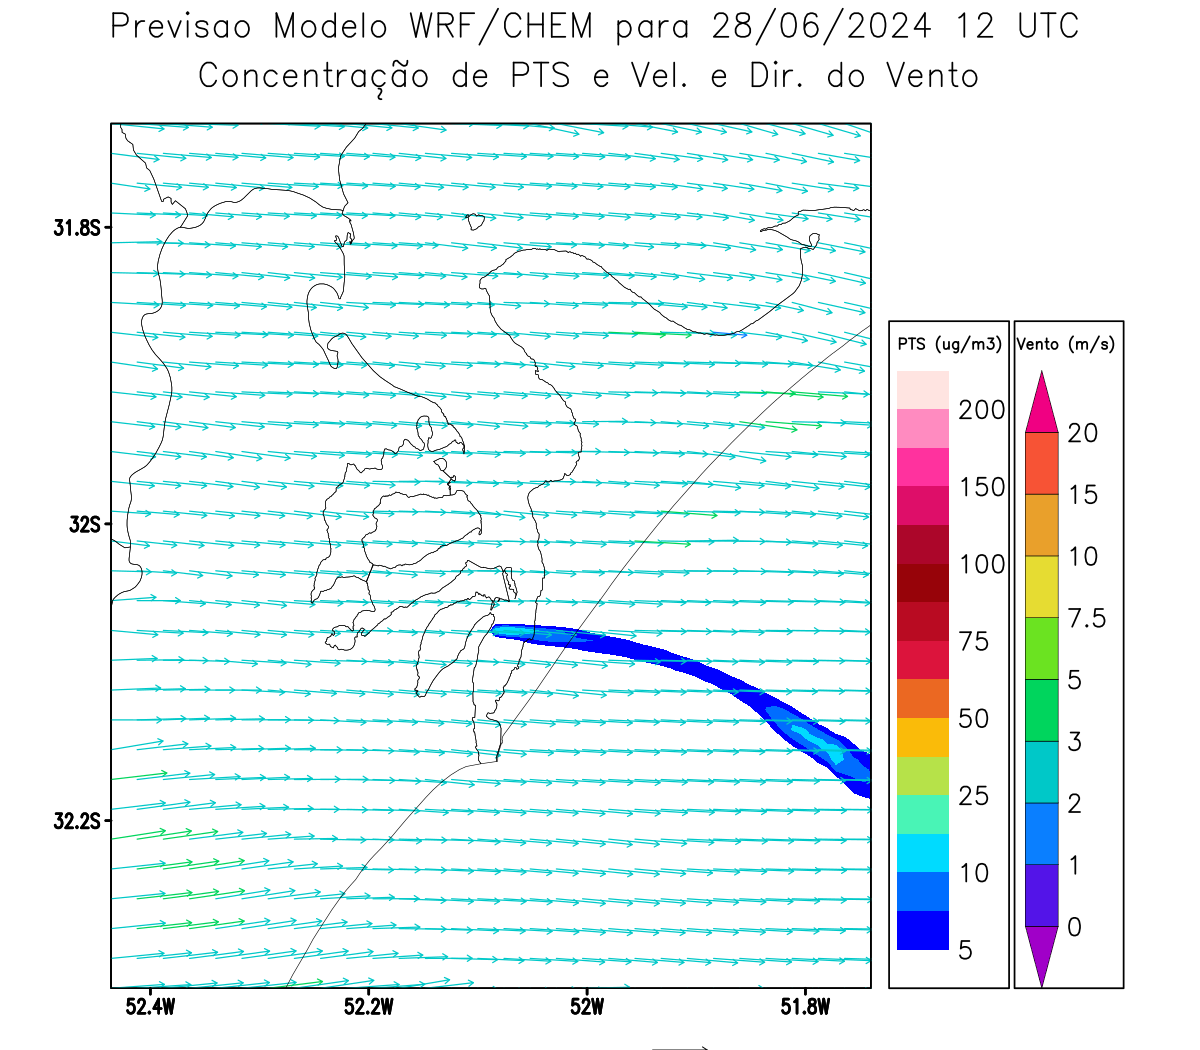 Previsao Modelo WRF/CHEM para 28/06/2024 12 UTC
Concentração de PTS e Vel. e Dir. do Vento
31.8S
32S
32.2S
52.4W 52.2W 52W 51.8W
PTS (ug/m3)
200
150
100
75
50
25
10
5
Vento (m/s)
20
15
10
7.5
5
3
2
1
0